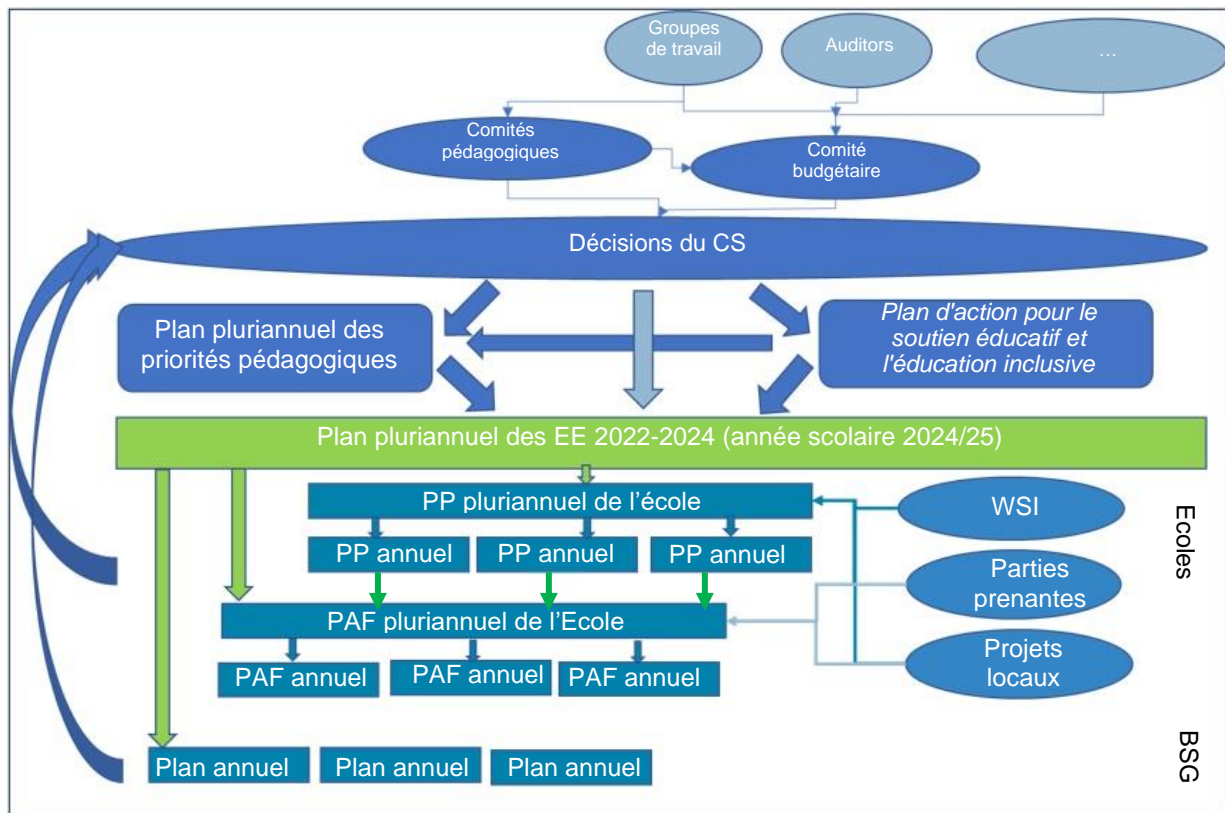 Groupes
de travail
Auditors
...
Comités
pédagogiques
Comité
budgétaire
Décisions du CS
Plan pluriannuel des
priorités pédagogiques
Plan d'action pour le
soutien éducatif et
l'éducation inclusive
Plan pluriannuel des EE 2022-2024 (année scolaire 2024/25)
PP pluriannuel de l’école
WSI
Ecoles
PP annuel
PP annuel
PP annuel
Parties
prenantes
PAF pluriannuel de l’Ecole
Projets
locaux
PAF annuel
PAF annuel
PAF annuel
BSG
Plan annuel
Plan annuel
Plan annuel